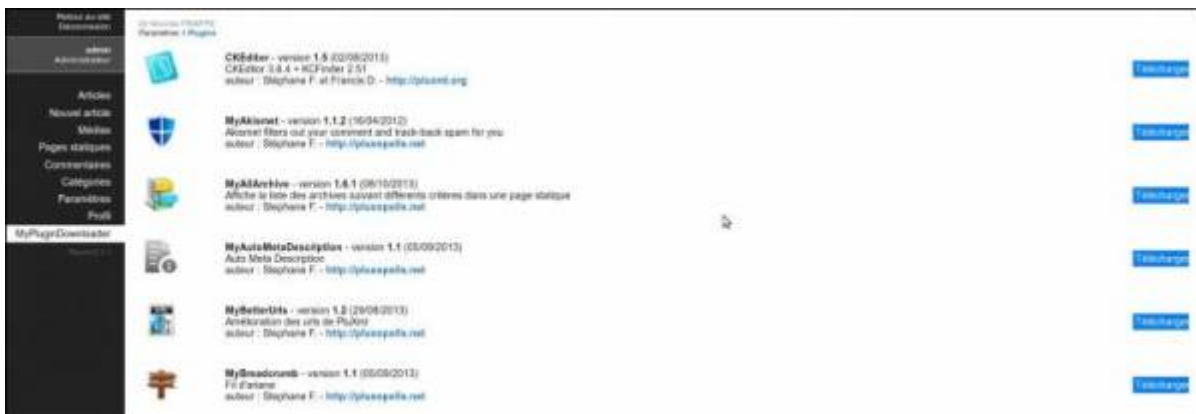 Retour au site
Déconnexion
admin
Administrateur
Articles
Nouvel article
Médias
Pages statiques
Commentaires
Catégories
Paramètres
Profil
MyPluginDownloader
Paramètres / Plugins
CKEditor - version 1.5 (02/08/2013)
CKEditor 3.6.4 + KCFinder 2.51
auteur : Stéphane F. et Francis D. - http://pluxml.org
Télécharger
MyAkismet - version 1.1.2 (16/04/2012)
Akismet filters out your comment and track-back spam for you
auteur : Stéphane F. - http://pluxopolis.net
Télécharger
MyAllArchive - version 1.6.1 (08/10/2013)
Affiche la liste des archives suivant différents critères dans une page statique
auteur : Stéphane F. - http://pluxopolis.net
Télécharger
MyAutoMetaDescription - version 1.1 (05/09/2013)
Auto Meta Description
auteur : Stéphane F. - http://pluxopolis.net
Télécharger
MyBetterUrls - version 1.2 (29/08/2013)
Amélioration des urls de PluXml
auteur : Stéphane F. - http://pluxopolis.net
Télécharger
MyBreadcrumb - version 1.1 (05/09/2013)
Fil d'ariane
auteur : Stéphane F. - http://pluxopolis.net
Télécharger